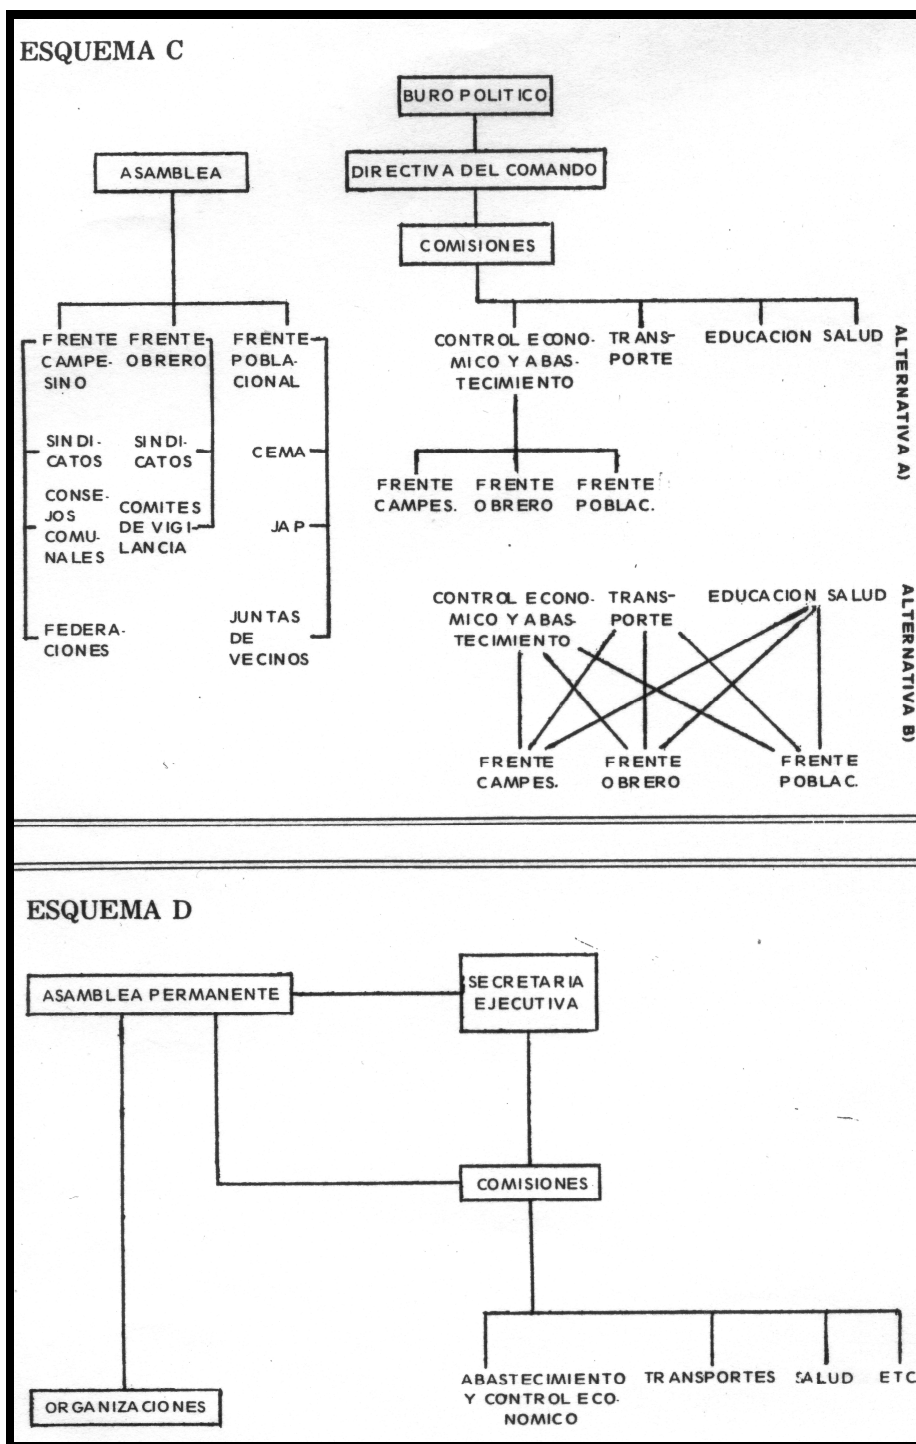 ESQUEMA C
BURO POLITICO
ASAMBLEA
DIRECTIVA DEL COMANDO
COMISIONES
FRENTE
CAMPE-
SINO
FRENTE
OBRERO
FRENTE
POBLA-
CIONAL
SINDI-
CATOS
SINDI-
CATOS
CEMA
CONSE-
JOS
COMU-
NALES
COMITES
DE VIGI-
LANCIA
JAP
FEDERA-
CIONES
JUNTAS
DE
VECINOS
CONTROL ECONO-
MICO Y ABAS-
TECIMIENTO
TRANS-
PORTE
EDUCACION
SALUD
ALTERNATIVA A)
FRENTE
CAMPES.
FRENTE
OBRERO
FRENTE
POBLAC.
CONTROL ECONO-
MICO Y ABAS-
TECIMIENTO
TRANS-
PORTE
EDUCACION
SALUD
ALTERNATIVA B)
FRENTE
CAMPES.
FRENTE
OBRERO
FRENTE
POBLAC.
ESQUEMA D
ASAMBLEA PERMANENTE
SECRETARIA
EJECUTIVA
COMISIONES
ORGANIZACIONES
ABASTECIMIENTO
Y CONTROL ECO-
NOMICO
TRANSPORTES
SALUD
ETC